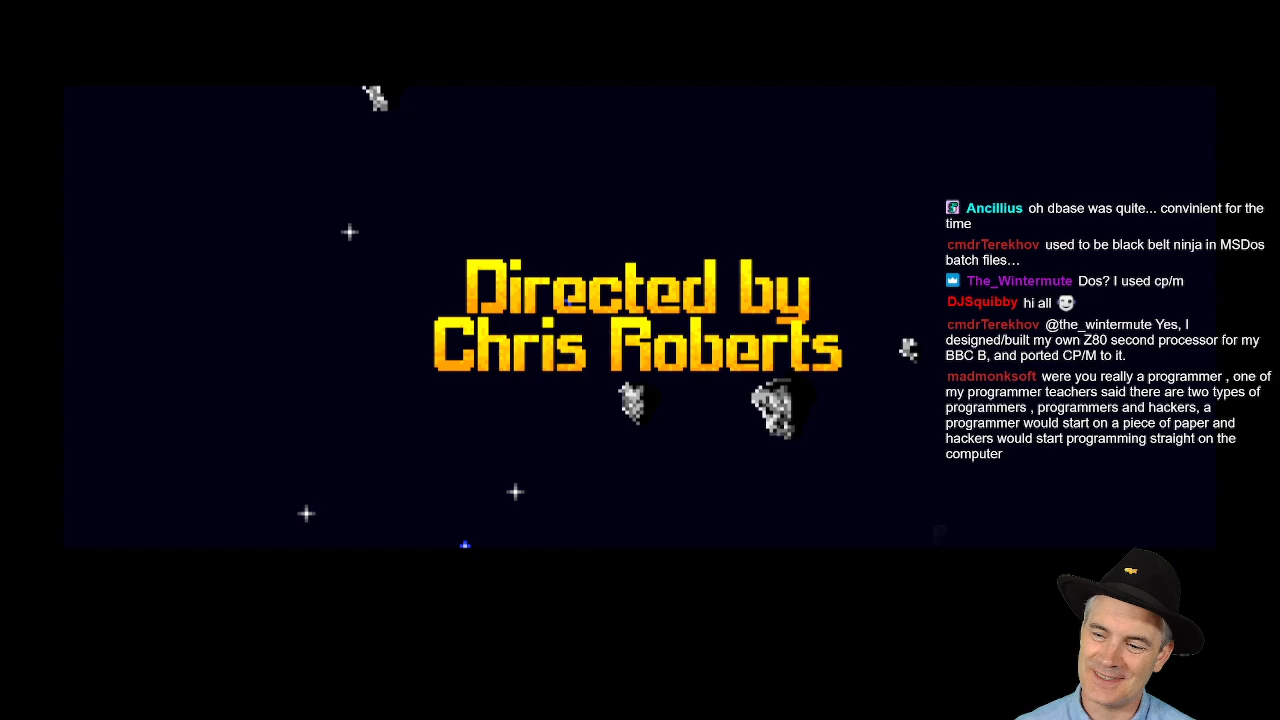 Directed by
Chris Roberts
Ancillius oh dbase was quite... convinient for the
time
cmdrTerekhov used to be black belt ninja in MSDos
batch files...
The_Wintermute Dos? I used cp/m
DJSquibby hi all
cmdrTerekhov @the_wintermute Yes, I
designed/built my own Z80 second processor for my
BBC B, and ported CP/M to it.
madmonksoft were you really a programmer , one of
my programmer teachers said there are two types of
programmers , programmers and hackers, a
programmer would start on a piece of paper and
hackers would start programming straight on the
computer